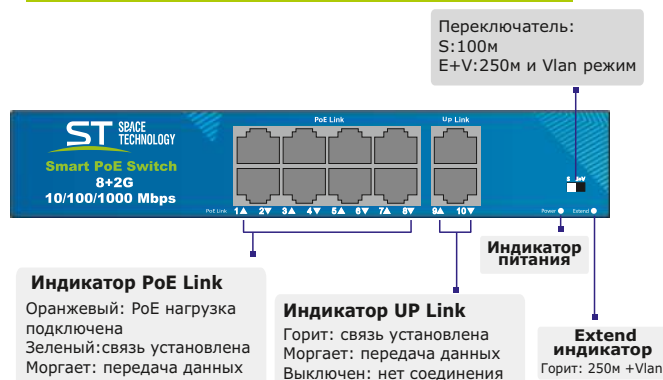 Переключатель:
S:100м
E+V:250м и Vlan режим
PoE Link
Up Link
ST SPACE TECHNOLOGY
Smart PoE Switch
8+2G
10/100/1000 Mbps
S E+V
PoE Link 1▲ 2▼ 3▲ 4▼ 5▲ 6▼ 7▲ 8▼ 9▲ 10▼
Power Extend
Индикатор
питания
Индикатор PoE Link
Оранжевый: PoE нагрузка
подключена
Зеленый:связь установлена
Моргает: передача данных
Индикатор UP Link
Горит: связь установлена
Моргает: передача данных
Выключен: нет соединения
Extend
индикатор
Горит: 250м +Vlan